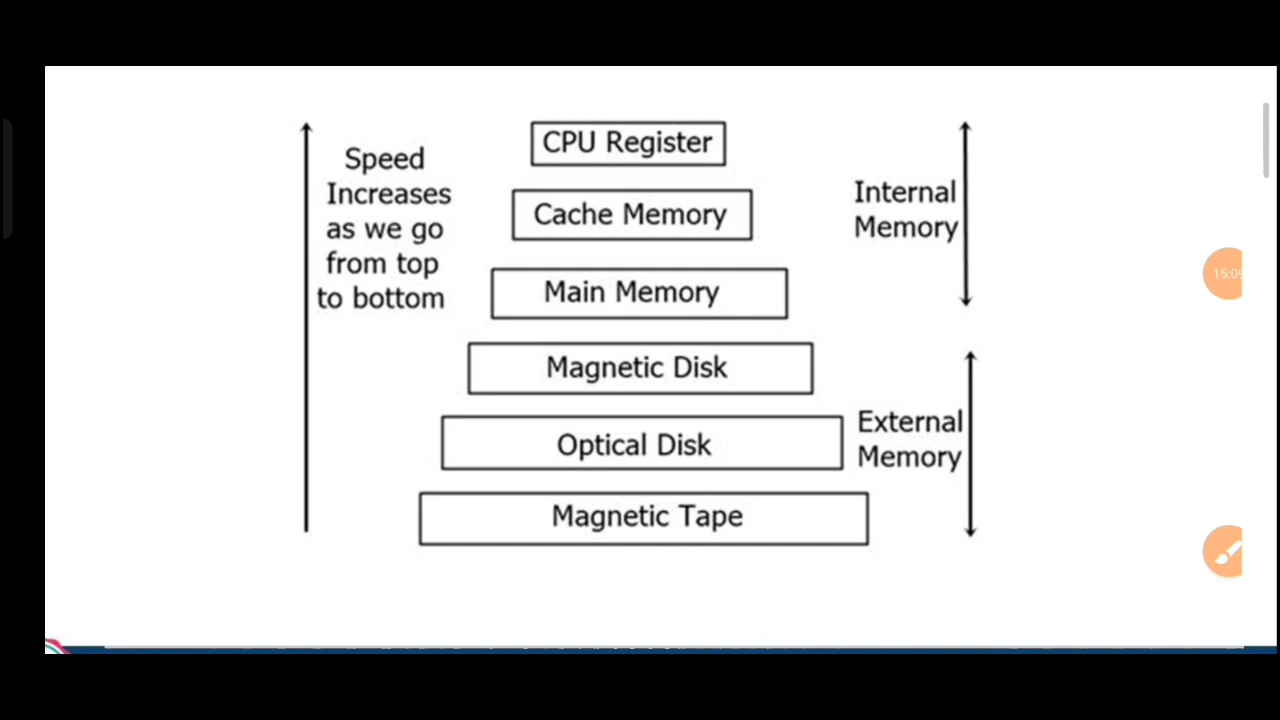 CPU Register
Speed
Increases
as we go
from top
to bottom
Cache Memory
Internal
Memory
Main Memory
Magnetic Disk
External
Memory
Optical Disk
Magnetic Tape